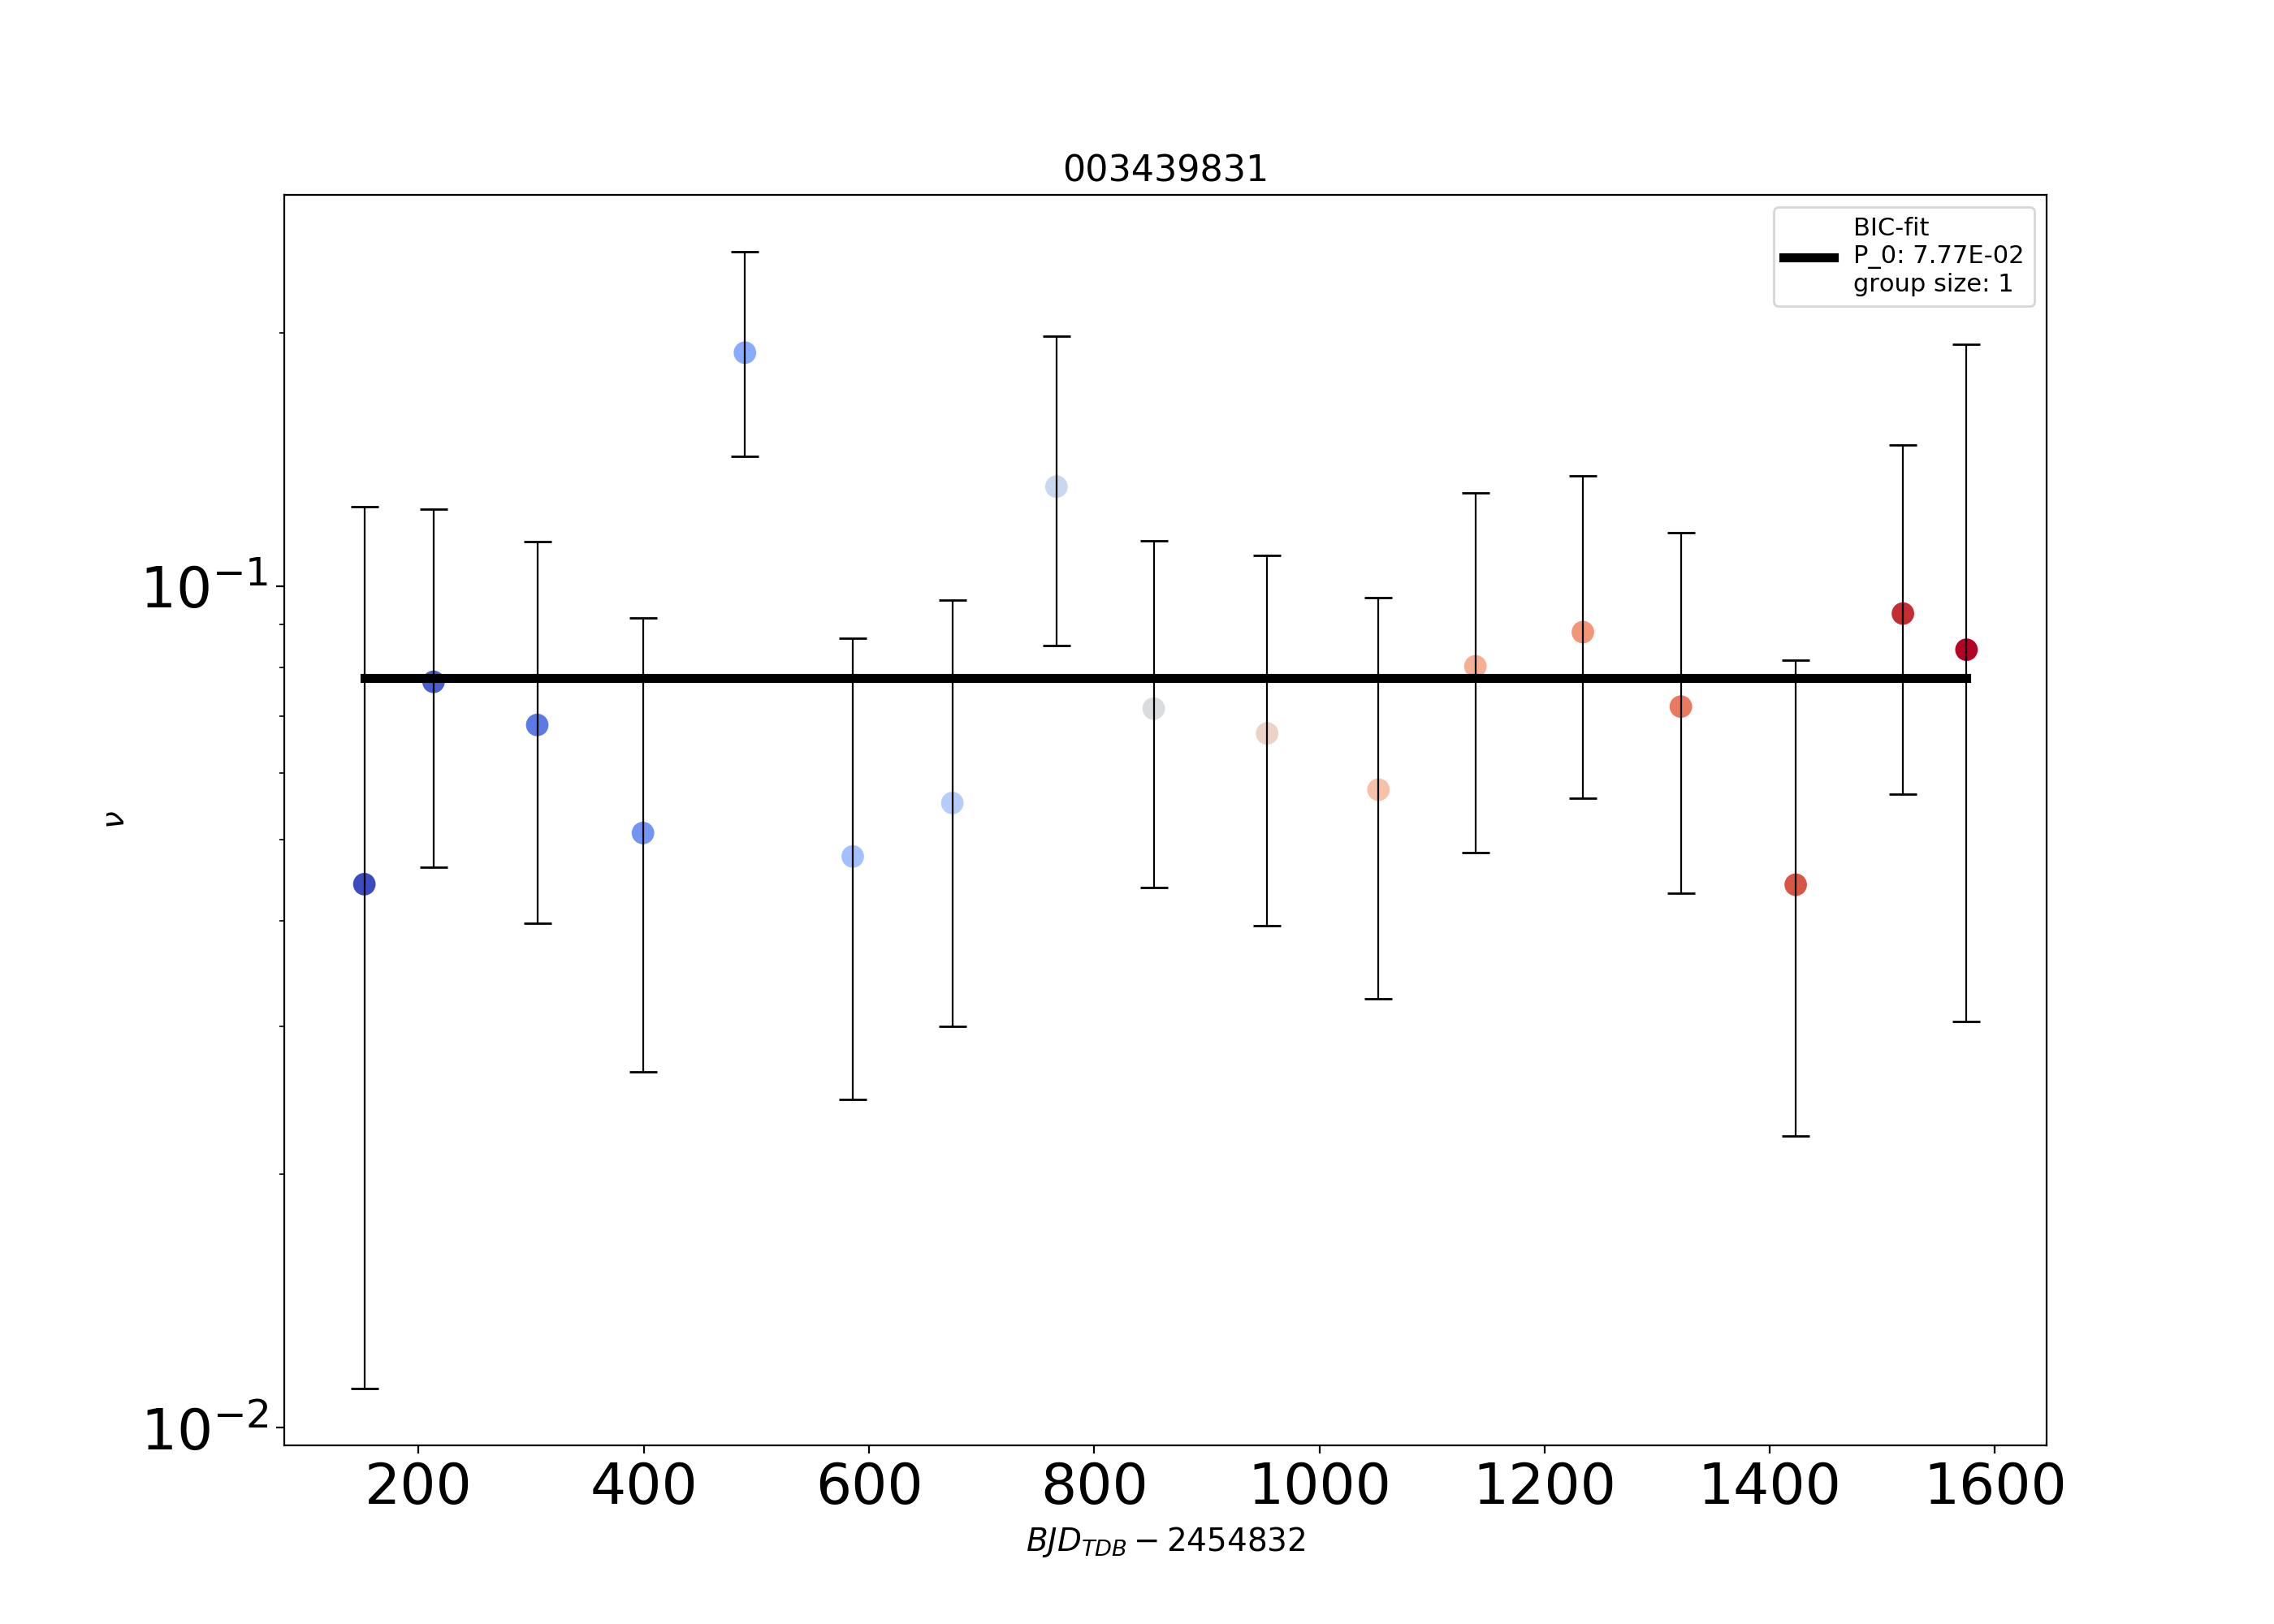 003439831
BIC-fit
P_0: 7.77E-02
group size: 1
10⁻¹
10⁻²
ν
200 400 600 800 1000 1200 1400 1600
BJD_{TDB} − 2454832